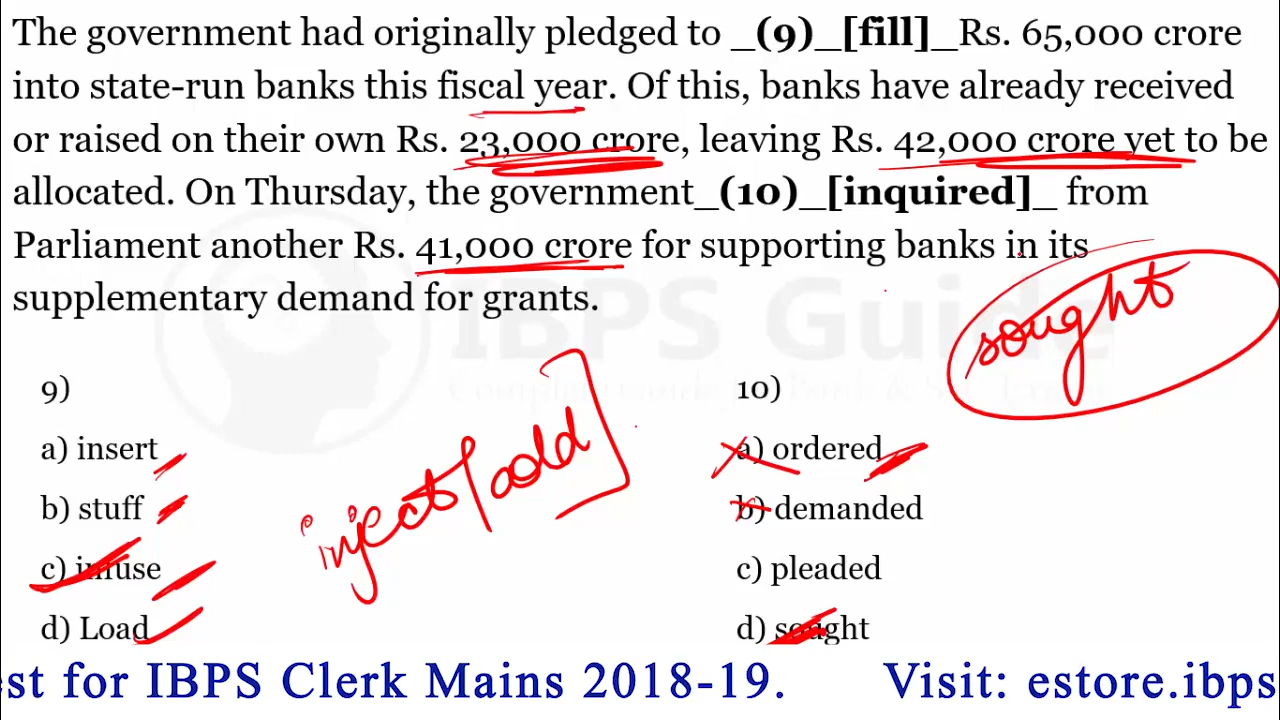 The government had originally pledged to _(9)_[fill]_Rs. 65,000 crore
into state-run banks this fiscal year. Of this, banks have already received
or raised on their own Rs. 23,000 crore, leaving Rs. 42,000 crore yet to be
allocated. On Thursday, the government_(10)_[inquired]_ from
Parliament another Rs. 41,000 crore for supporting banks in its
supplementary demand for grants.
IBPS Guide
sought
9)
a) insert
b) stuff
c) infuse
d) Load
inject/add
10)
a) ordered
b) demanded
c) pleaded
d) sought
st for IBPS Clerk Mains 2018-19. Visit: estore.ibps